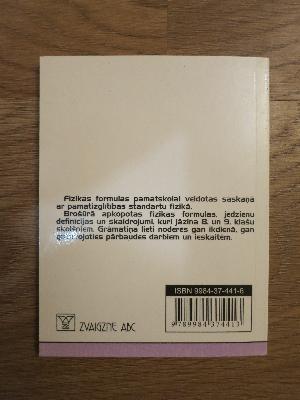 Fizikas formulas pamatskolai veidotas saskaņā
ar pamatizglītības standartu fizikā.
Brošūrā apkopotas fizikas formulas, jēdzienu
definīcijas un skaidrojumi, kuri jāzina 8. un 9. klašu
skolēniem. Grāmatiņa lieti noderēs gan ikdienā, gan
gatavojoties pārbaudes darbiem un ieskaitēm.
ISBN 9984-37-441-6
9789984374413
ZVAIGZNE ABC